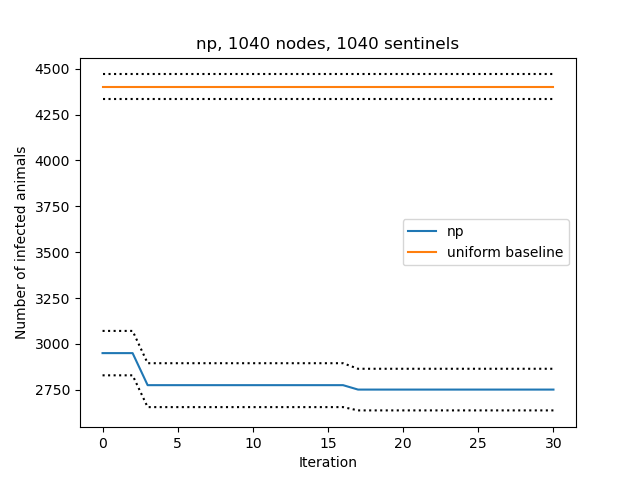 np, 1040 nodes, 1040 sentinels
Number of infected animals
4500
4250
4000
3750
3500
3250
3000
2750
np
uniform baseline
0 5 10 15 20 25 30
Iteration